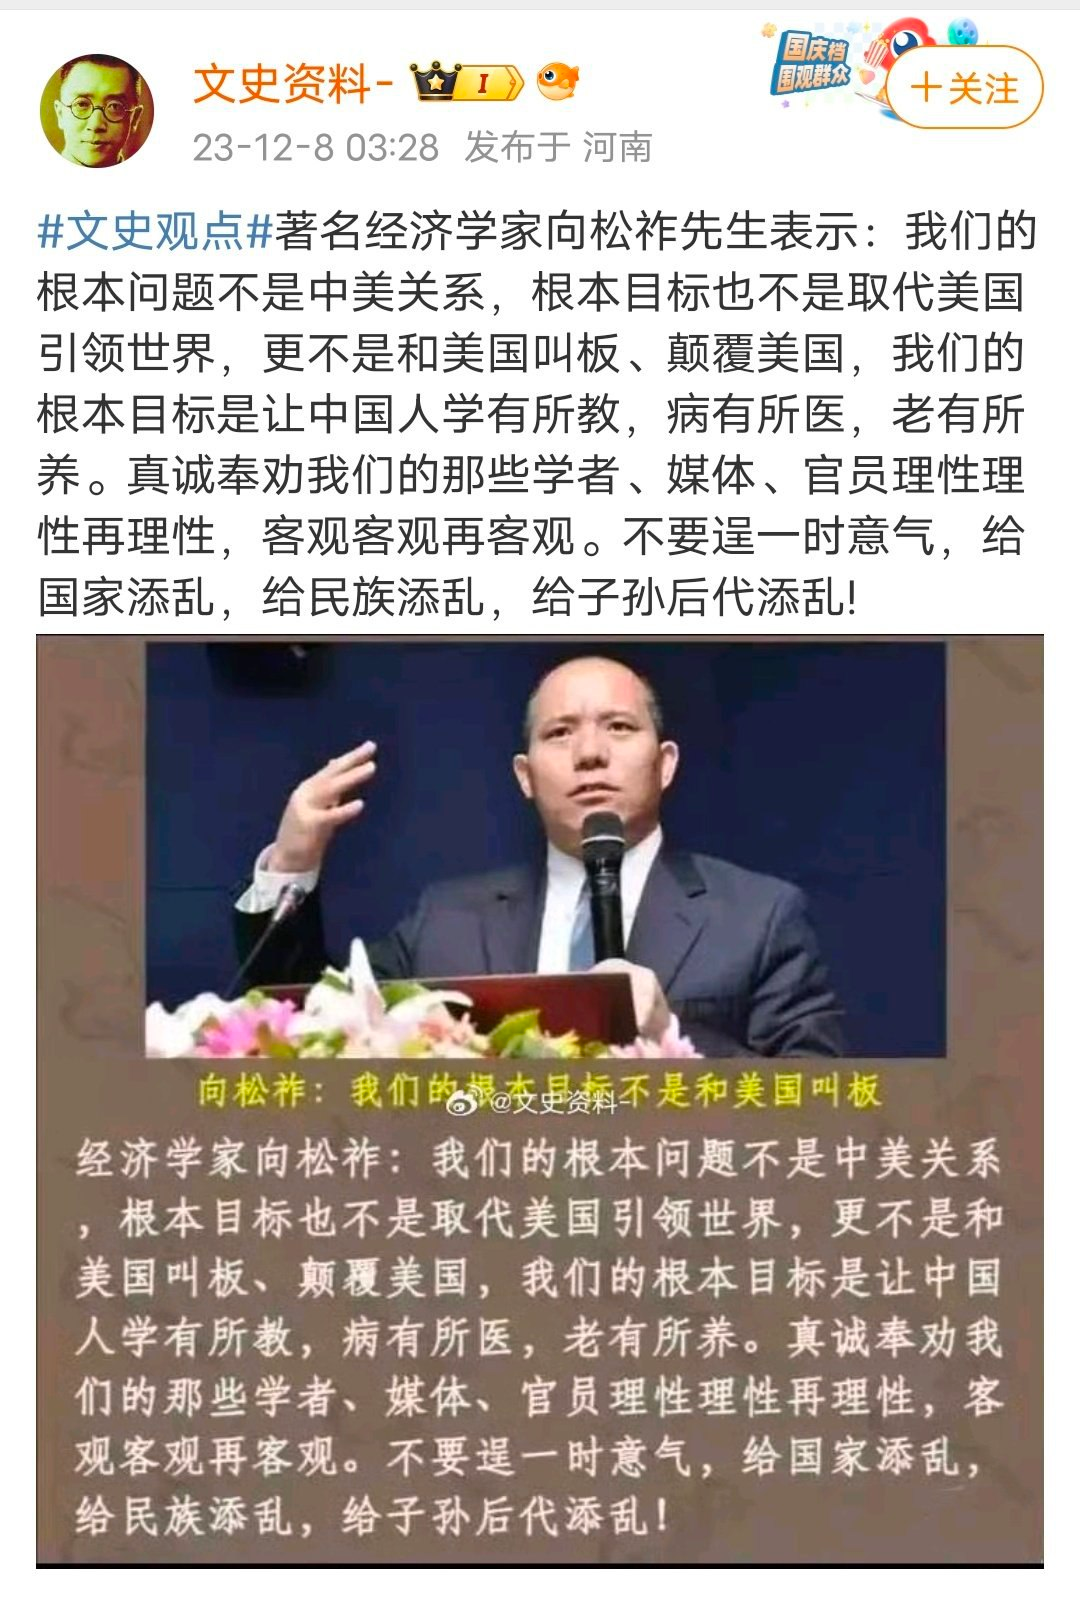 文史资料-
I
国庆档
围观群众
+关注
23-12-8 03:28 发布于 河南
#文史观点#著名经济学家向松祚先生表示：我们的
根本问题不是中美关系，根本目标也不是取代美国
引领世界，更不是和美国叫板、颠覆美国，我们的
根本目标是让中国人学有所教，病有所医，老有所
养。真诚奉劝我们的那些学者、媒体、官员理性理
性再理性，客观客观再客观。不要逞一时意气，给
国家添乱，给民族添乱，给子孙后代添乱!
向松祚：我们的根本目标不是和美国叫板
@文史资料-
经济学家向松祚：我们的根本问题不是中美关系
，根本目标也不是取代美国引领世界，更不是和
美国叫板、颠覆美国，我们的根本目标是让中国
人学有所教，病有所医，老有所养。真诚奉劝我
们的那些学者、媒体、官员理性理性再理性，客
观客观再客观。不要逞一时意气，给国家添乱，
给民族添乱，给子孙后代添乱！